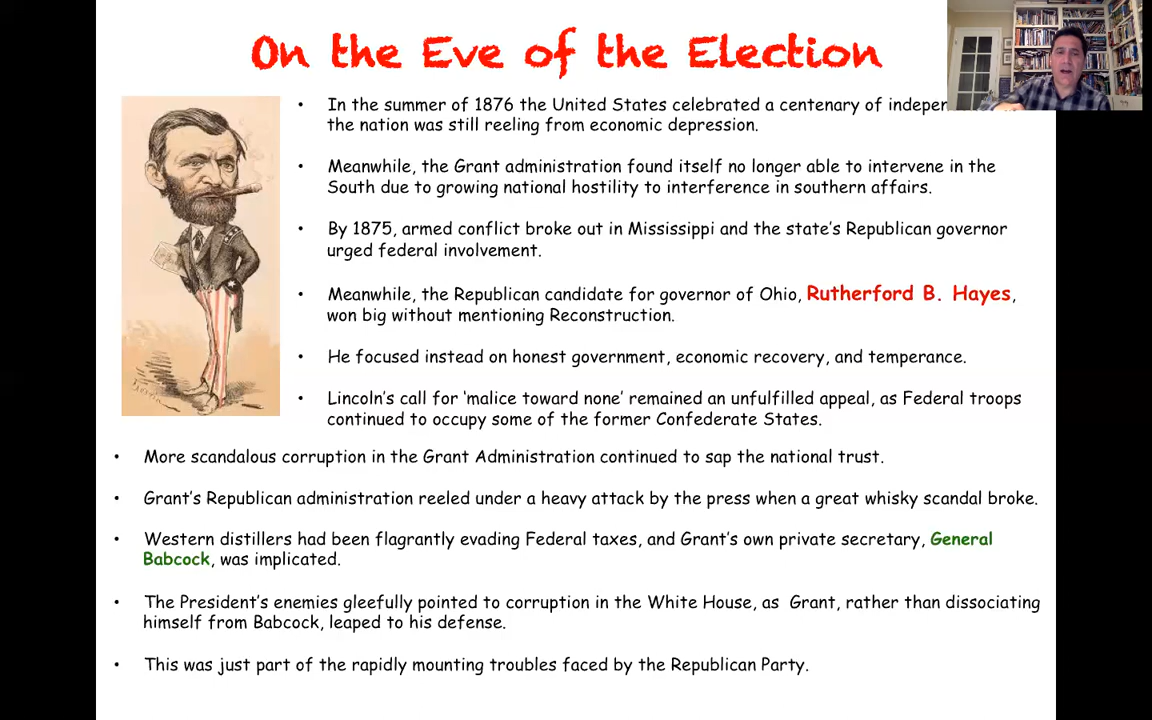 On the Eve of the Election
• In the summer of 1876 the United States celebrated a centenary of
the nation was still reeling from economic depression.
• Meanwhile, the Grant administration found itself no longer able to intervene in the
South due to growing national hostility to interference in southern affairs.
• By 1875, armed conflict broke out in Mississippi and the state's Republican governor
urged federal involvement.
• Meanwhile, the Republican candidate for governor of Ohio, Rutherford B. Hayes,
won big without mentioning Reconstruction.
• He focused instead on honest government, economic recovery, and temperance.
• Lincoln's call for 'malice toward none' remained an unfulfilled appeal, as Federal troops
continued to occupy some of the former Confederate States.
• More scandalous corruption in the Grant Administration continued to sap the national trust.
• Grant's Republican administration reeled under a heavy attack by the press when a great whisky scandal broke.
• Western distillers had been flagrantly evading Federal taxes, and Grant's own private secretary, General
Babcock, was implicated.
• The President's enemies gleefully pointed to corruption in the White House, as Grant, rather than dissociating
himself from Babcock, leaped to his defense.
• This was just part of the rapidly mounting troubles faced by the Republican Party.